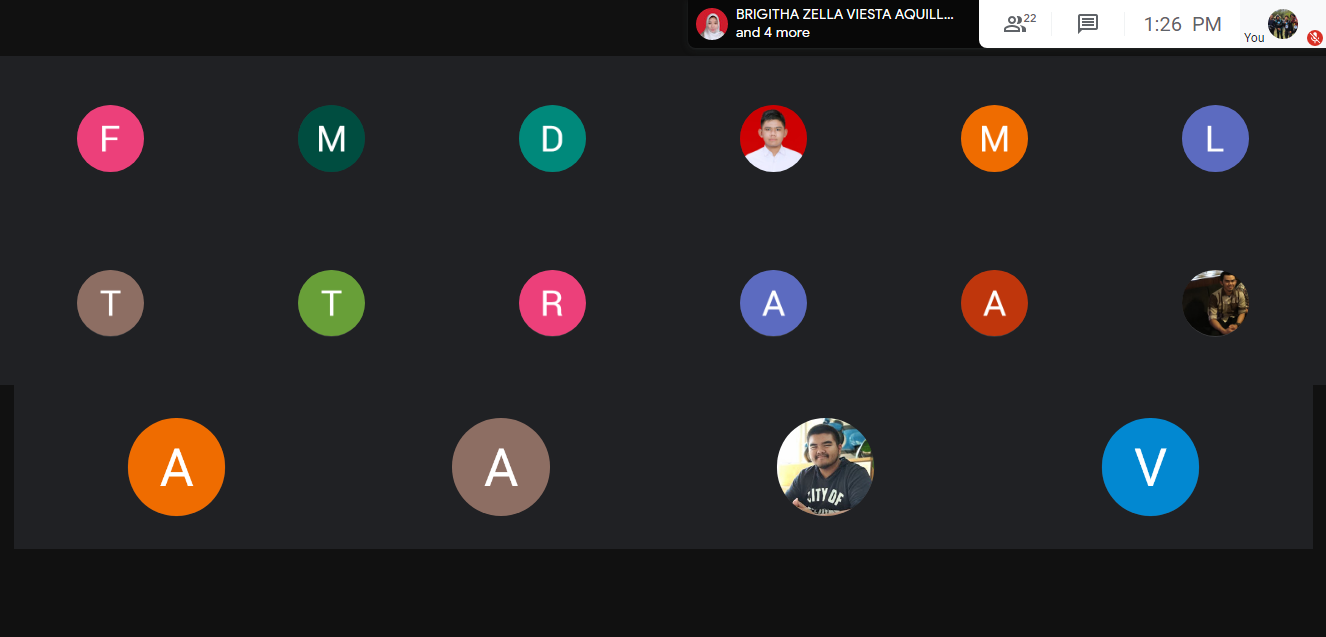 BRIGITHA ZELLA VIESTA AQUILL...
and 4 more
22
1:26 PM
You
F
M
D
M
L
T
T
R
A
A
A
A
CITY OF
V